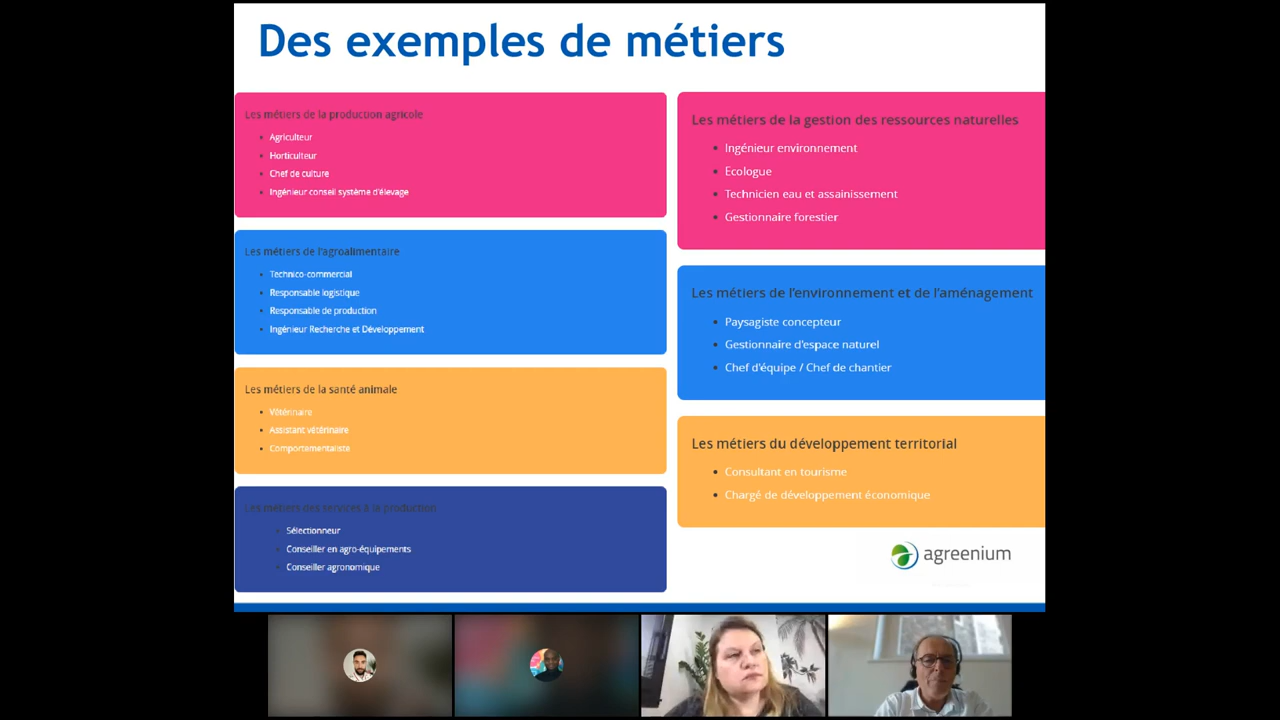 Des exemples de métiers
Les métiers de la production agricole
Agriculteur
Horticulteur
Chef de culture
Ingénieur conseil système d'élevage
Les métiers de l'agroalimentaire
Technico-commercial
Responsable logistique
Responsable de production
Ingénieur Recherche et Développement
Les métiers de la santé animale
Vétérinaire
Assistant vétérinaire
Comportementaliste
Les métiers des services à la production
Sélectionneur
Conseiller en agro-équipements
Conseiller agronomique
Les métiers de la gestion des ressources naturelles
Ingénieur environnement
Ecologue
Technicien eau et assainissement
Gestionnaire forestier
Les métiers de l'environnement et de l'aménagement
Paysagiste concepteur
Gestionnaire d'espace naturel
Chef d'équipe / Chef de chantier
Les métiers du développement territorial
Consultant en tourisme
Chargé de développement économique
agreenium